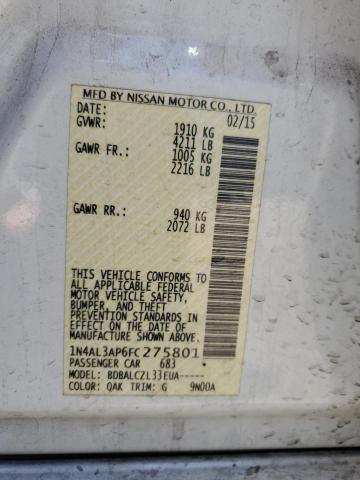 MFD BY NISSAN MOTOR CO., LTD.
DATE: 02/15
GVWR: 1910 KG
4211 LB
GAWR FR.: 1005 KG
2216 LB
GAWR RR.: 940 KG
2072 LB
THIS VEHICLE CONFORMS TO
ALL APPLICABLE FEDERAL
MOTOR VEHICLE SAFETY,
BUMPER, AND THEFT
PREVENTION STANDARDS
IN EFFECT ON THE DATE OF
MANUFACTURE SHOWN ABOVE.
1N4AL3AP6FC275801
PASSENGER CAR 683
MODEL: BDBALCZL33EUA-----
COLOR: QAK TRIM: G 9N00A